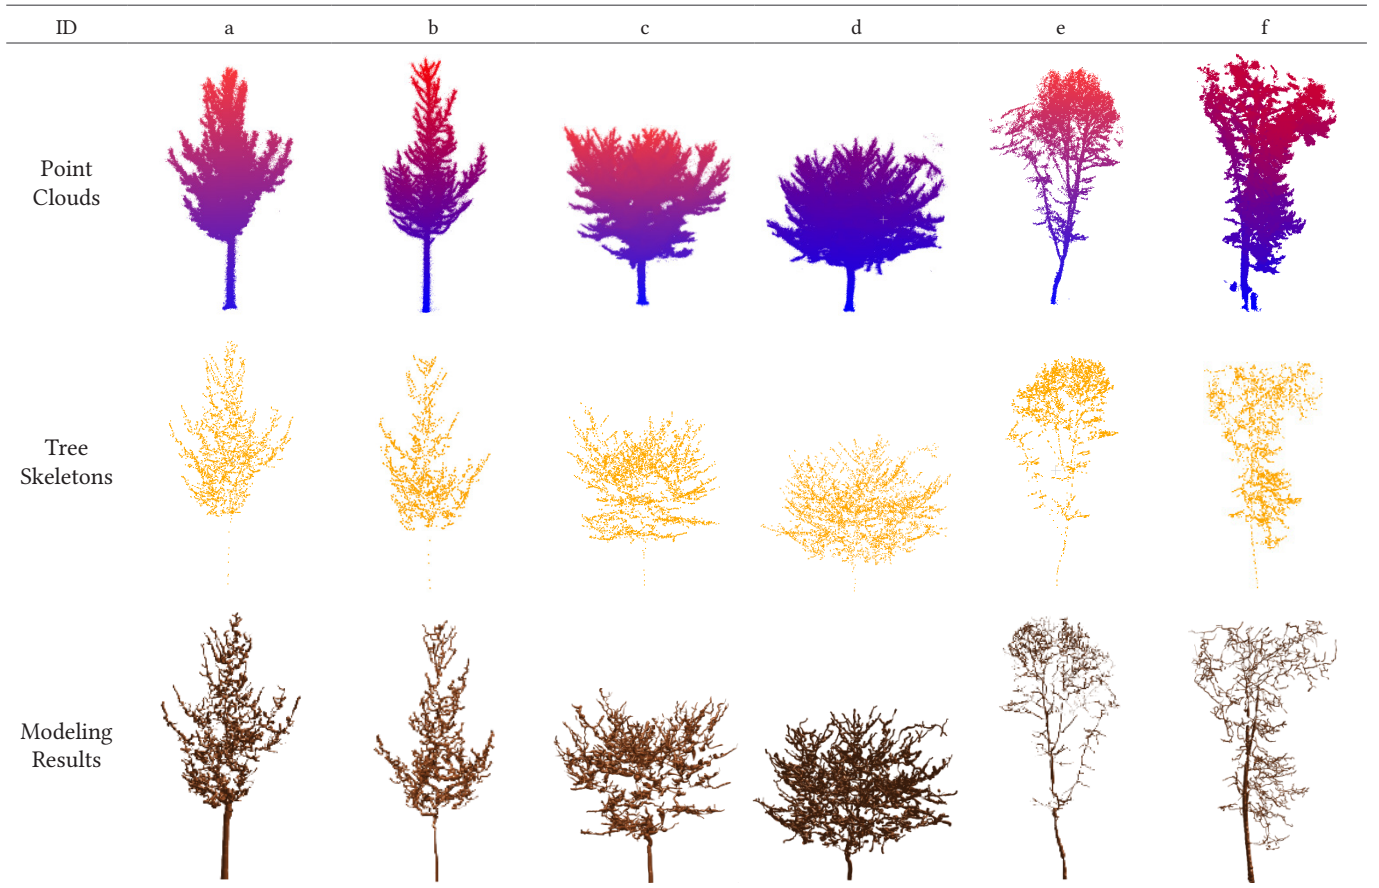 ID a b c d e f
Point
Clouds
Tree
Skeletons
Modeling
Results